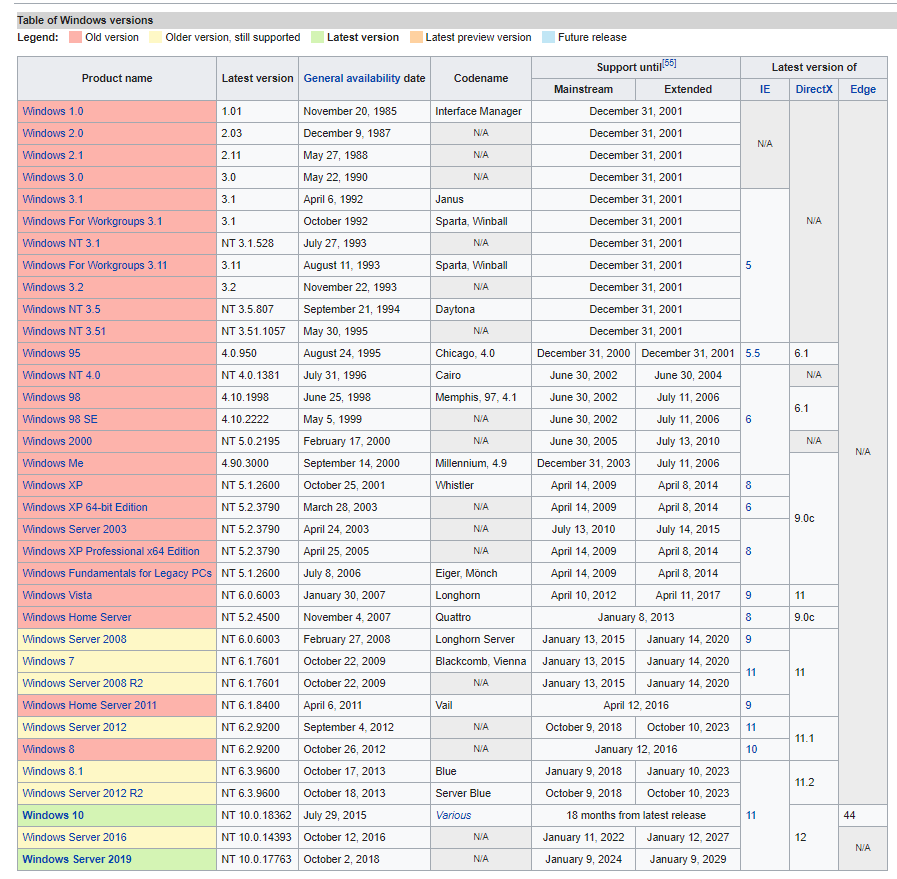 Table of Windows versions
Legend: Old version Older version, still supported Latest version Latest preview version Future release
Product name Latest version General availability date Codename Support until[55] Latest version of
Mainstream Extended IE DirectX Edge
Windows 1.0 1.01 November 20, 1985 Interface Manager December 31, 2001
Windows 2.0 2.03 December 9, 1987 N/A December 31, 2001
N/A
Windows 2.1 2.11 May 27, 1988 N/A December 31, 2001
Windows 3.0 3.0 May 22, 1990 N/A December 31, 2001
Windows 3.1 3.1 April 6, 1992 Janus December 31, 2001
Windows For Workgroups 3.1 3.1 October 1992 Sparta, Winball December 31, 2001 N/A
Windows NT 3.1 NT 3.1.528 July 27, 1993 N/A December 31, 2001
Windows For Workgroups 3.11 3.11 August 11, 1993 Sparta, Winball December 31, 2001 5
Windows 3.2 3.2 November 22, 1993 N/A December 31, 2001
Windows NT 3.5 NT 3.5.807 September 21, 1994 Daytona December 31, 2001
Windows NT 3.51 NT 3.51.1057 May 30, 1995 N/A December 31, 2001
Windows 95 4.0.950 August 24, 1995 Chicago, 4.0 December 31, 2000 December 31, 2001 5.5 6.1
Windows NT 4.0 NT 4.0.1381 July 31, 1996 Cairo June 30, 2002 June 30, 2004 N/A
Windows 98 4.10.1998 June 25, 1998 Memphis, 97, 4.1 June 30, 2002 July 11, 2006
6.1
Windows 98 SE 4.10.2222 May 5, 1999 N/A June 30, 2002 July 11, 2006 6
Windows 2000 NT 5.0.2195 February 17, 2000 N/A June 30, 2005 July 13, 2010 N/A
N/A
Windows Me 4.90.3000 September 14, 2000 Millennium, 4.9 December 31, 2003 July 11, 2006
Windows XP NT 5.1.2600 October 25, 2001 Whistler April 14, 2009 April 8, 2014 8
Windows XP 64-bit Edition NT 5.2.3790 March 28, 2003 N/A April 14, 2009 April 8, 2014 6
9.0c
Windows Server 2003 NT 5.2.3790 April 24, 2003 N/A July 13, 2010 July 14, 2015
Windows XP Professional x64 Edition NT 5.2.3790 April 25, 2005 N/A April 14, 2009 April 8, 2014 8
Windows Fundamentals for Legacy PCs NT 5.1.2600 July 8, 2006 Eiger, Mönch April 14, 2009 April 8, 2014
Windows Vista NT 6.0.6003 January 30, 2007 Longhorn April 10, 2012 April 11, 2017 9 11
Windows Home Server NT 5.2.4500 November 4, 2007 Quattro January 8, 2013 8 9.0c
Windows Server 2008 NT 6.0.6003 February 27, 2008 Longhorn Server January 13, 2015 January 14, 2020 9
Windows 7 NT 6.1.7601 October 22, 2009 Blackcomb, Vienna January 13, 2015 January 14, 2020
11 11
Windows Server 2008 R2 NT 6.1.7601 October 22, 2009 N/A January 13, 2015 January 14, 2020
Windows Home Server 2011 NT 6.1.8400 April 6, 2011 Vail April 12, 2016 9
Windows Server 2012 NT 6.2.9200 September 4, 2012 N/A October 9, 2018 October 10, 2023 11
11.1
Windows 8 NT 6.2.9200 October 26, 2012 N/A January 12, 2016 10
Windows 8.1 NT 6.3.9600 October 17, 2013 Blue January 9, 2018 January 10, 2023
11.2
Windows Server 2012 R2 NT 6.3.9600 October 18, 2013 Server Blue October 9, 2018 October 10, 2023
Windows 10 NT 10.0.18362 July 29, 2015 Various 18 months from latest release 11 44
Windows Server 2016 NT 10.0.14393 October 12, 2016 N/A January 11, 2022 January 12, 2027 12
N/A
Windows Server 2019 NT 10.0.17763 October 2, 2018 N/A January 9, 2024 January 9, 2029